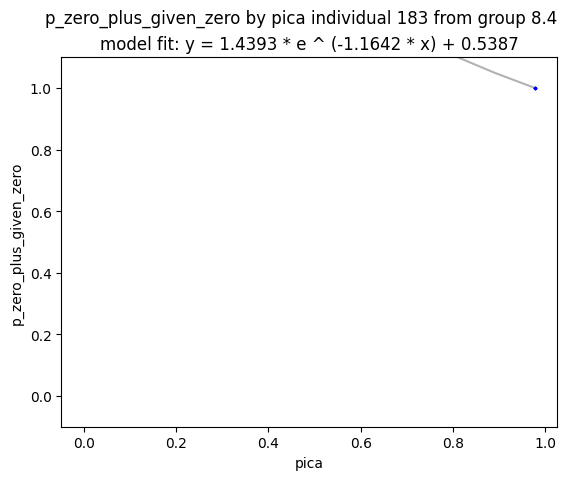 p_zero_plus_given_zero by pica individual 183 from group 8.4
model fit: y = 1.4393 * e ^ (-1.1642 * x) + 0.5387
1.0
0.8
0.6
0.4
0.2
0.0
p_zero_plus_given_zero
0.0 0.2 0.4 0.6 0.8 1.0
pica